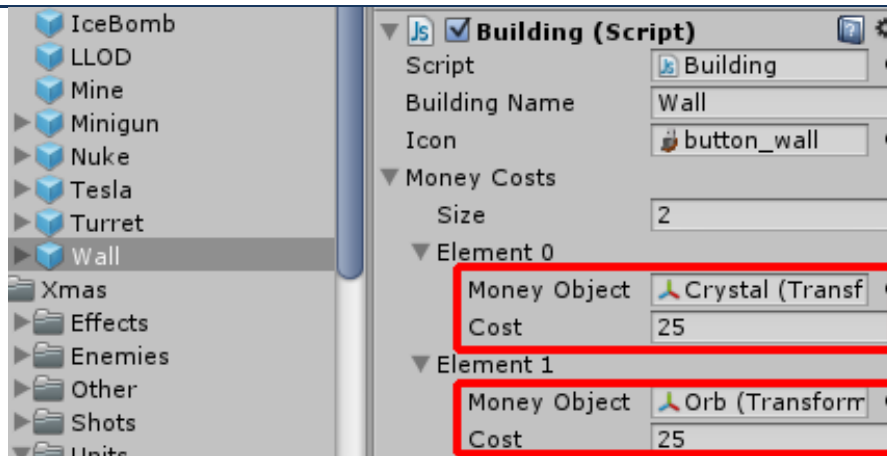 IceBomb
LLOD
Mine
Minigun
Nuke
Tesla
Turret
Wall
Xmas
Effects
Enemies
Other
Shots
Units
Js Building (Script)
Script Building
Building Name Wall
Icon button_wall
Money Costs
Size 2
Element 0
Money Object Crystal (Transf
Cost 25
Element 1
Money Object Orb (Transform
Cost 25